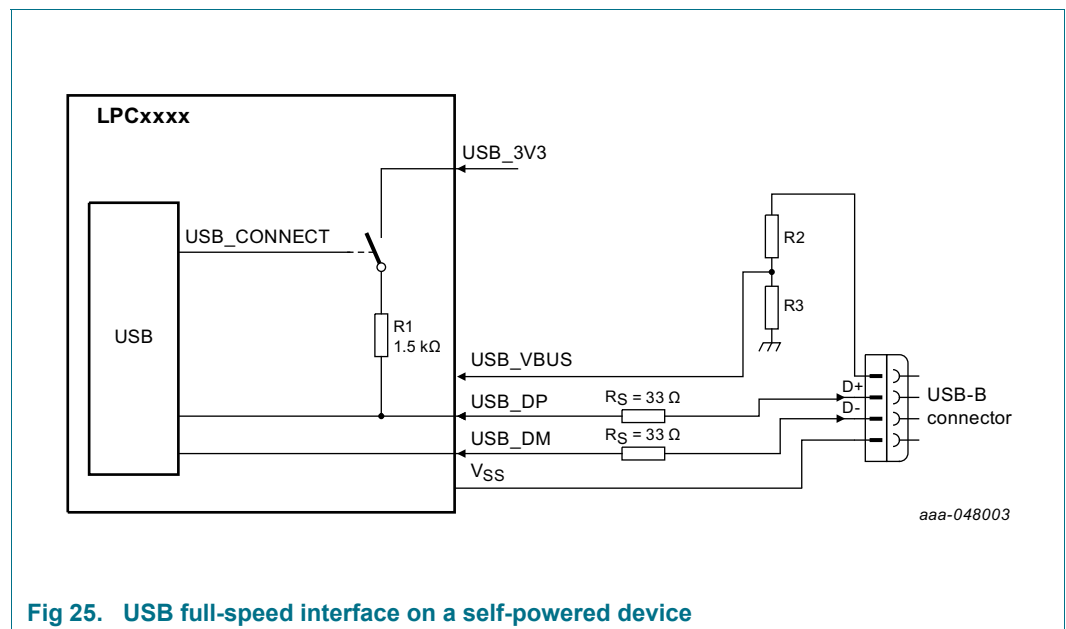 LPCxxxx
USB_3V3
USB_CONNECT
R2
R3
USB
R1
1.5 kΩ
USB_VBUS
USB_DP
RS = 33 Ω
D+
USB-B
connector
D-
USB_DM
RS = 33 Ω
VSS
aaa-048003
Fig 25. USB full-speed interface on a self-powered device